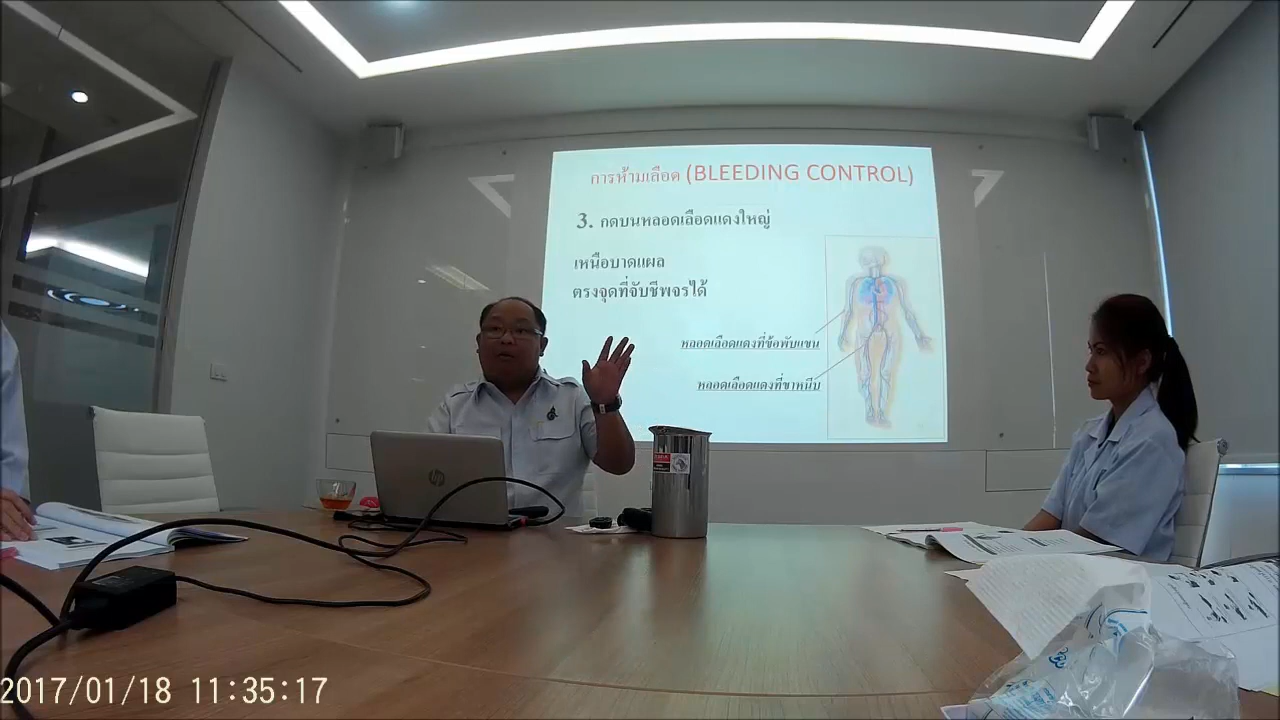 การห้ามเลือด (BLEEDING CONTROL)
3. กดบนหลอดเลือดแดงใหญ่
เหนือบาดแผล
ตรงจุดที่จับชีพจรได้
หลอดเลือดแดงที่ข้อพับแขน
หลอดเลือดแดงที่ขาหนีบ
hp
2017/01/18 11:35:17